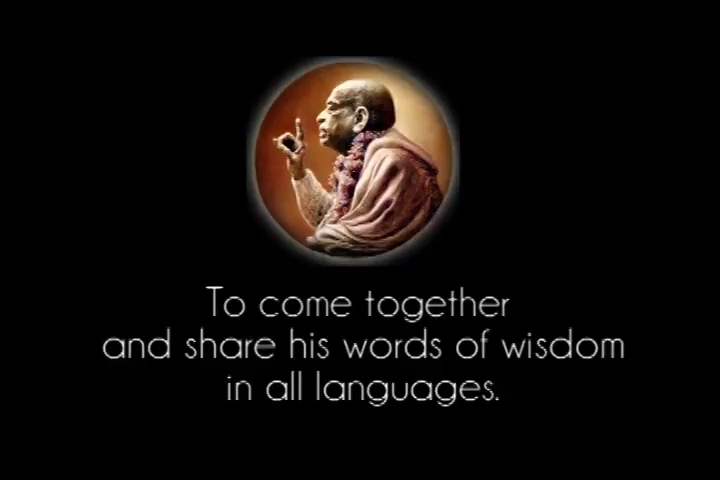 To come together
and share his words of wisdom
in all languages.